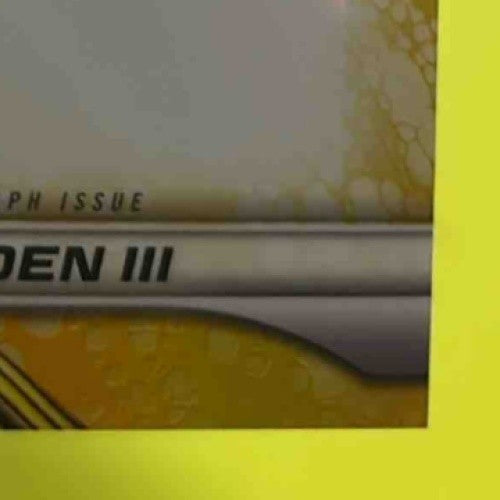 PH ISSUE
DEN III